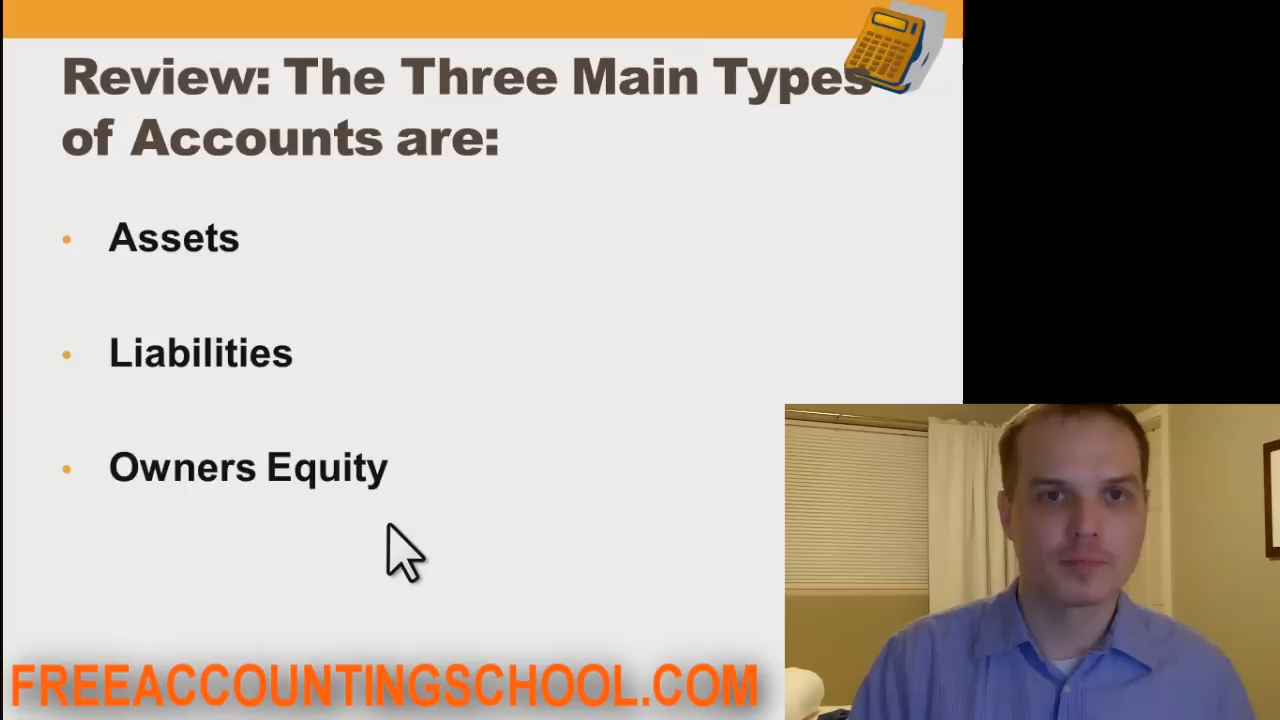 Review: The Three Main Types
of Accounts are:
• Assets
• Liabilities
• Owners Equity
FREEACCOUNTINGSCHOOL.COM